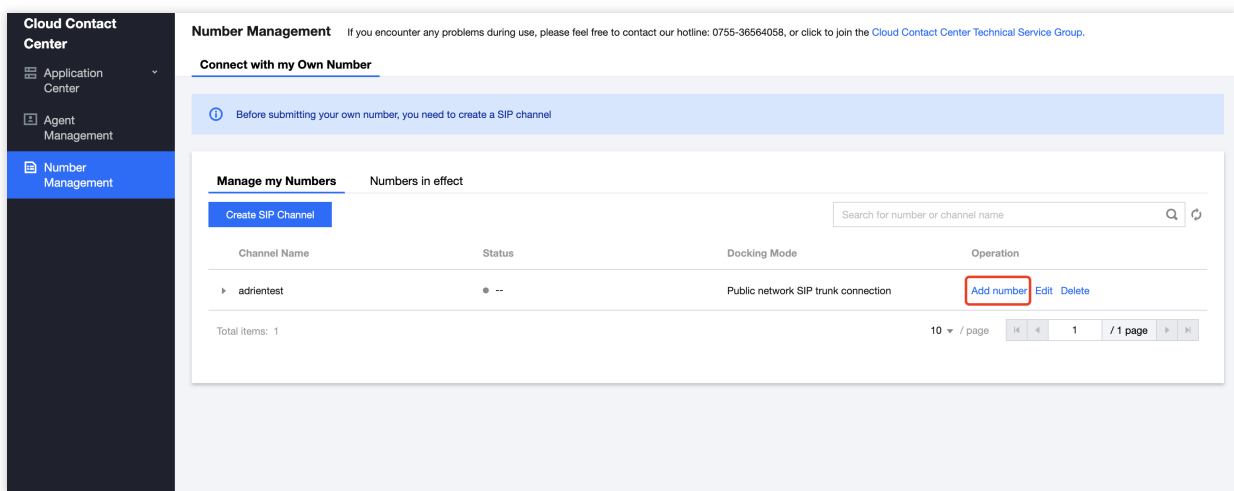 Cloud Contact
Center
Number Management If you encounter any problems during use, please feel free to contact our hotline: 0755-36564058, or click to join the Cloud Contact Center Technical Service Group.
Application
Center
Connect with my Own Number
Agent
Management
Before submitting your own number, you need to create a SIP channel
Number
Management
Manage my Numbers Numbers in effect
Create SIP Channel Search for number or channel name
Channel Name Status Docking Mode Operation
adrientest -- Public network SIP trunk connection Add number Edit Delete
Total items: 1 10 / page 1 / 1 page